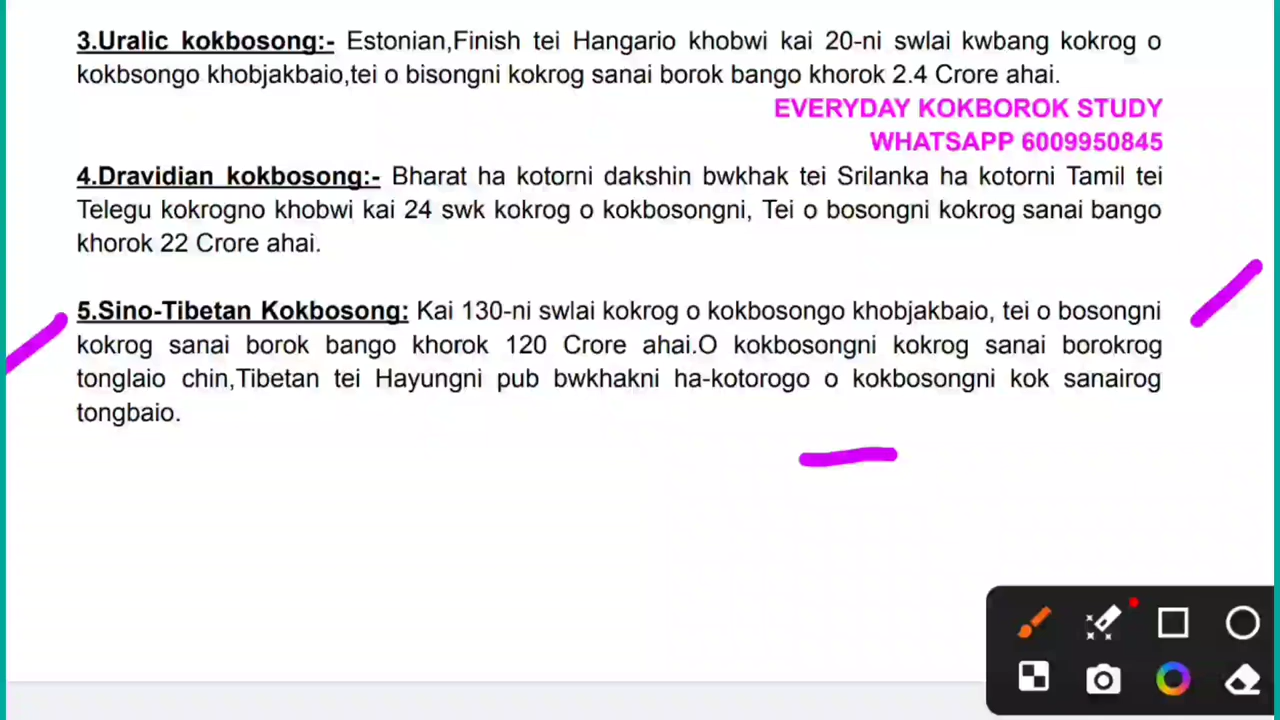 3.Uralic kokbosong:- Estonian,Finish tei Hangario khobwi kai 20-ni swlai kwbang kokrog o
kokbsongo khobjakbaio,tei o bisongni kokrog sanai borok bango khorok 2.4 Crore ahai.
EVERYDAY KOKBOROK STUDY
WHATSAPP 6009950845
4.Dravidian kokbosong:- Bharat ha kotorni dakshin bwkhak tei Srilanka ha kotorni Tamil tei
Telegu kokrogno khobwi kai 24 swk kokrog o kokbosongni, Tei o bosongni kokrog sanai bango
khorok 22 Crore ahai.
5.Sino-Tibetan Kokbosong: Kai 130-ni swlai kokrog o kokbosongo khobjakbaio, tei o bosongni
kokrog sanai borok bango khorok 120 Crore ahai.O kokbosongni kokrog sanai borokrog
tonglaio chin,Tibetan tei Hayungni pub bwkhakni ha-kotorogo o kokbosongni kok sanairog
tongbaio.